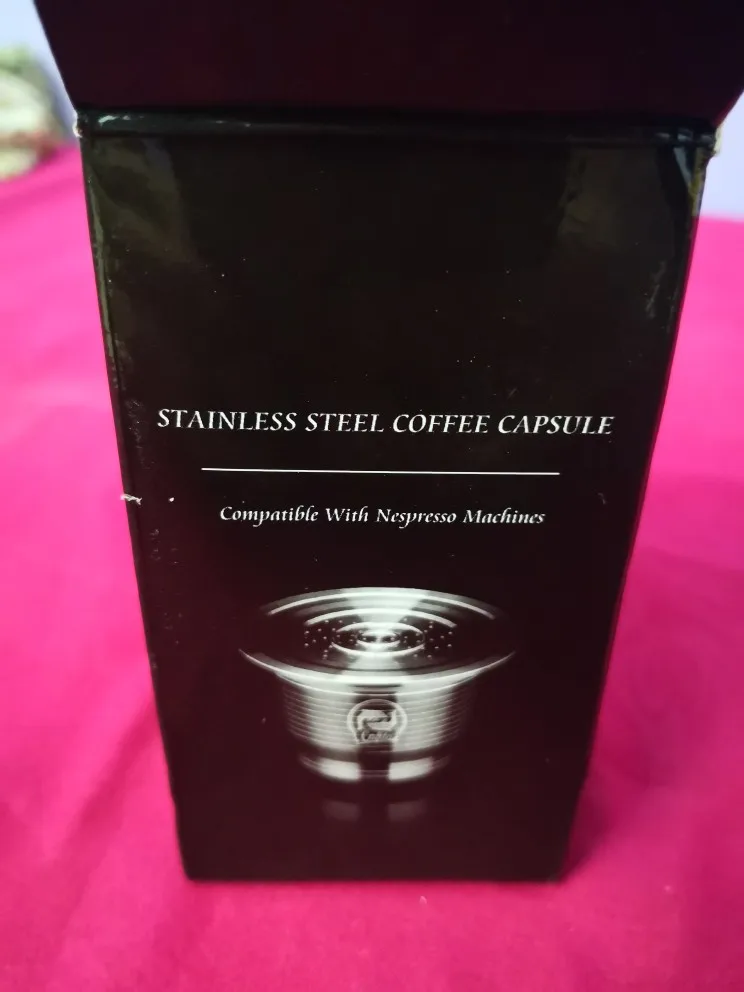 STAINLESS STEEL COFFEE CAPSULE
Compatible With Nespresso Machines